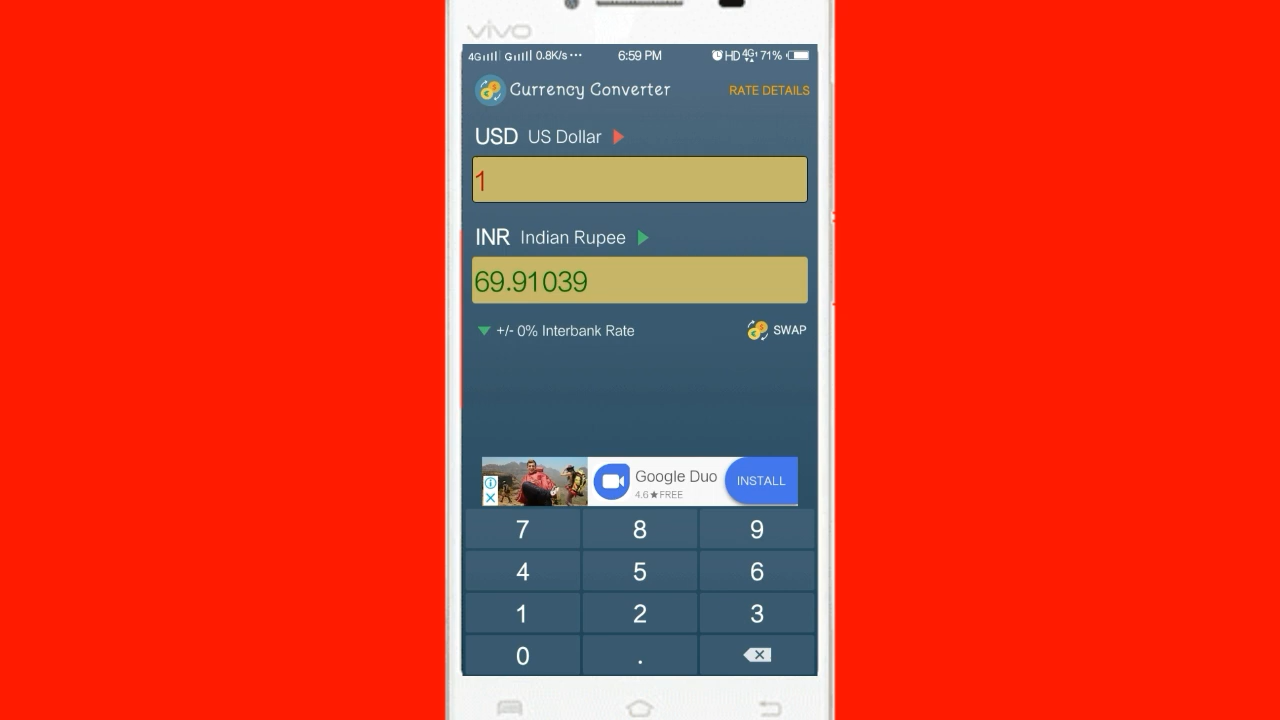 vivo
4G G 0.8K/s ··· 6:59 PM HD 4G 71%
Currency Converter RATE DETAILS
USD US Dollar
1
INR Indian Rupee
69.91039
+/- 0% Interbank Rate SWAP
Google Duo INSTALL
4.6★FREE
7 8 9
4 5 6
1 2 3
0 .